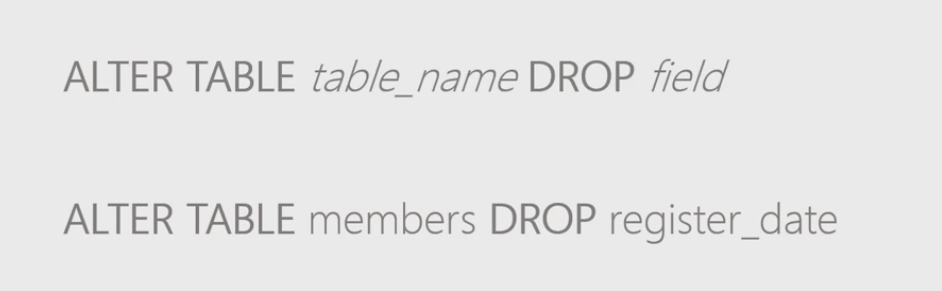 ALTER TABLE table_name DROP field
ALTER TABLE members DROP register_date